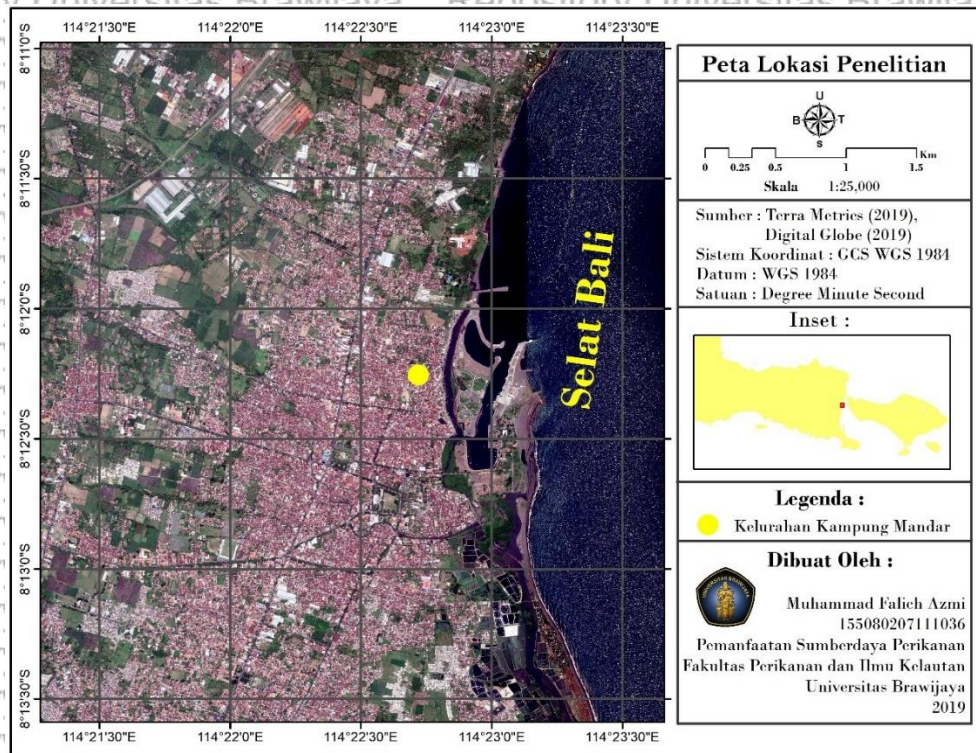 Repository Universitas Brawijaya
114°21'30"E 114°22'0"E 114°22'30"E 114°23'0"E 114°23'30"E
8°11'0"S
8°11'30"S
8°12'0"S
8°12'30"S
8°13'0"S
8°13'30"S
Selat Bali
114°21'30"E 114°22'0"E 114°22'30"E 114°23'0"E 114°23'30"E
Peta Lokasi Penelitian
U
B T
S
0 0.25 0.5 1 1.5 Km
Skala 1:25,000
Sumber : Terra Metrics (2019),
Digital Globe (2019)
Sistem Koordinat : GCS WGS 1984
Datum : WGS 1984
Satuan : Degree Minute Second
Inset :
Legenda :
Kelurahan Kampung Mandar
Dibuat Oleh :
UNIVERSITAS BRAWIJAYA
Muhammad Falich Azmi
155080207111036
Pemanfaatan Sumberdaya Perikanan
Fakultas Perikanan dan Ilmu Kelautan
Universitas Brawijaya
2019